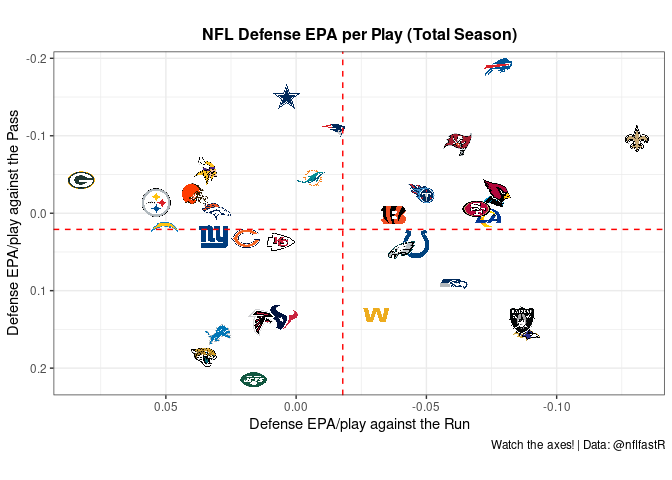 NFL Defense EPA per Play (Total Season)
Defense EPA/play against the Pass
-0.2
-0.1
0.0
0.1
0.2
0.05
0.00
-0.05
-0.10
Defense EPA/play against the Run
Watch the axes! | Data: @nflfastR